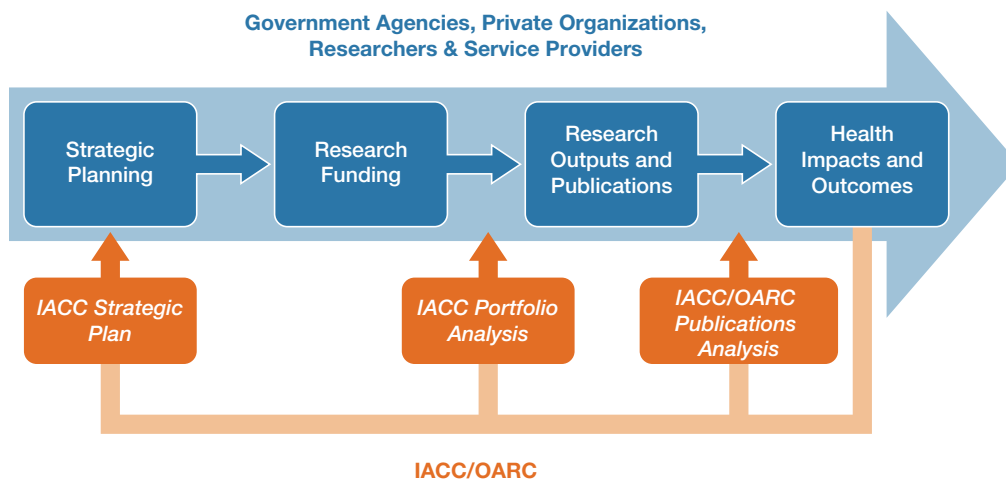 Government Agencies, Private Organizations,
Researchers & Service Providers
Strategic
Planning
Research
Funding
Research
Outputs and
Publications
Health
Impacts and
Outcomes
IACC Strategic
Plan
IACC Portfolio
Analysis
IACC/OARC
Publications
Analysis
IACC/OARC